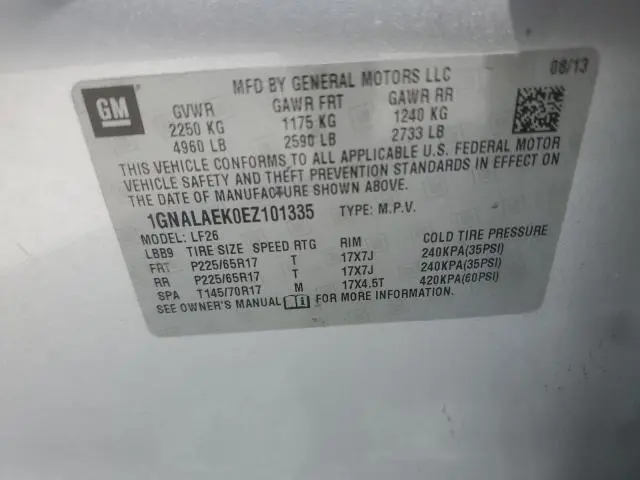 MFD BY GENERAL MOTORS LLC 08/13
GM
GVWR GAWR FRT GAWR RR
2250 KG 1175 KG 1240 KG
4960 LB 2590 LB 2733 LB
THIS VEHICLE CONFORMS TO ALL APPLICABLE U.S. FEDERAL MOTOR
VEHICLE SAFETY AND THEFT PREVENTION STANDARDS IN EFFECT ON
THE DATE OF MANUFACTURE SHOWN ABOVE.
1GNALAEK0EZ101335 TYPE: M.P.V.
MODEL: LF26
LBB9 TIRE SIZE SPEED RTG RIM COLD TIRE PRESSURE
FRT P225/65R17 T 17X7J 240KPA(35PSI)
RR P225/65R17 T 17X7J 240KPA(35PSI)
SPA T145/70R17 M 17X4.5T 420KPA(60PSI)
SEE OWNER'S MANUAL FOR MORE INFORMATION.